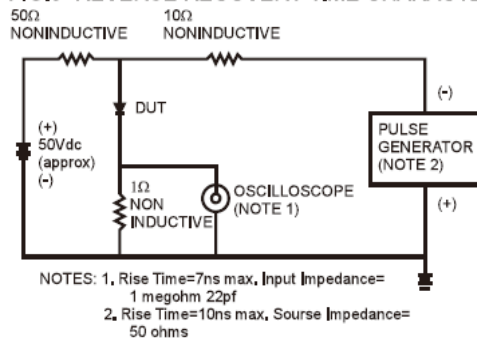 50Ω
NONINDUCTIVE
10Ω
NONINDUCTIVE
DUT
(+)
50Vdc
(approx)
(-)
1Ω
NON
INDUCTIVE
OSCILLOSCOPE
(NOTE 1)
(-)
PULSE
GENERATOR
(NOTE 2)
(+)
NOTES: 1. Rise Time=7ns max. Input Impedance=
1 megohm 22pf
2. Rise Time=10ns max. Sourse Impedance=
50 ohms